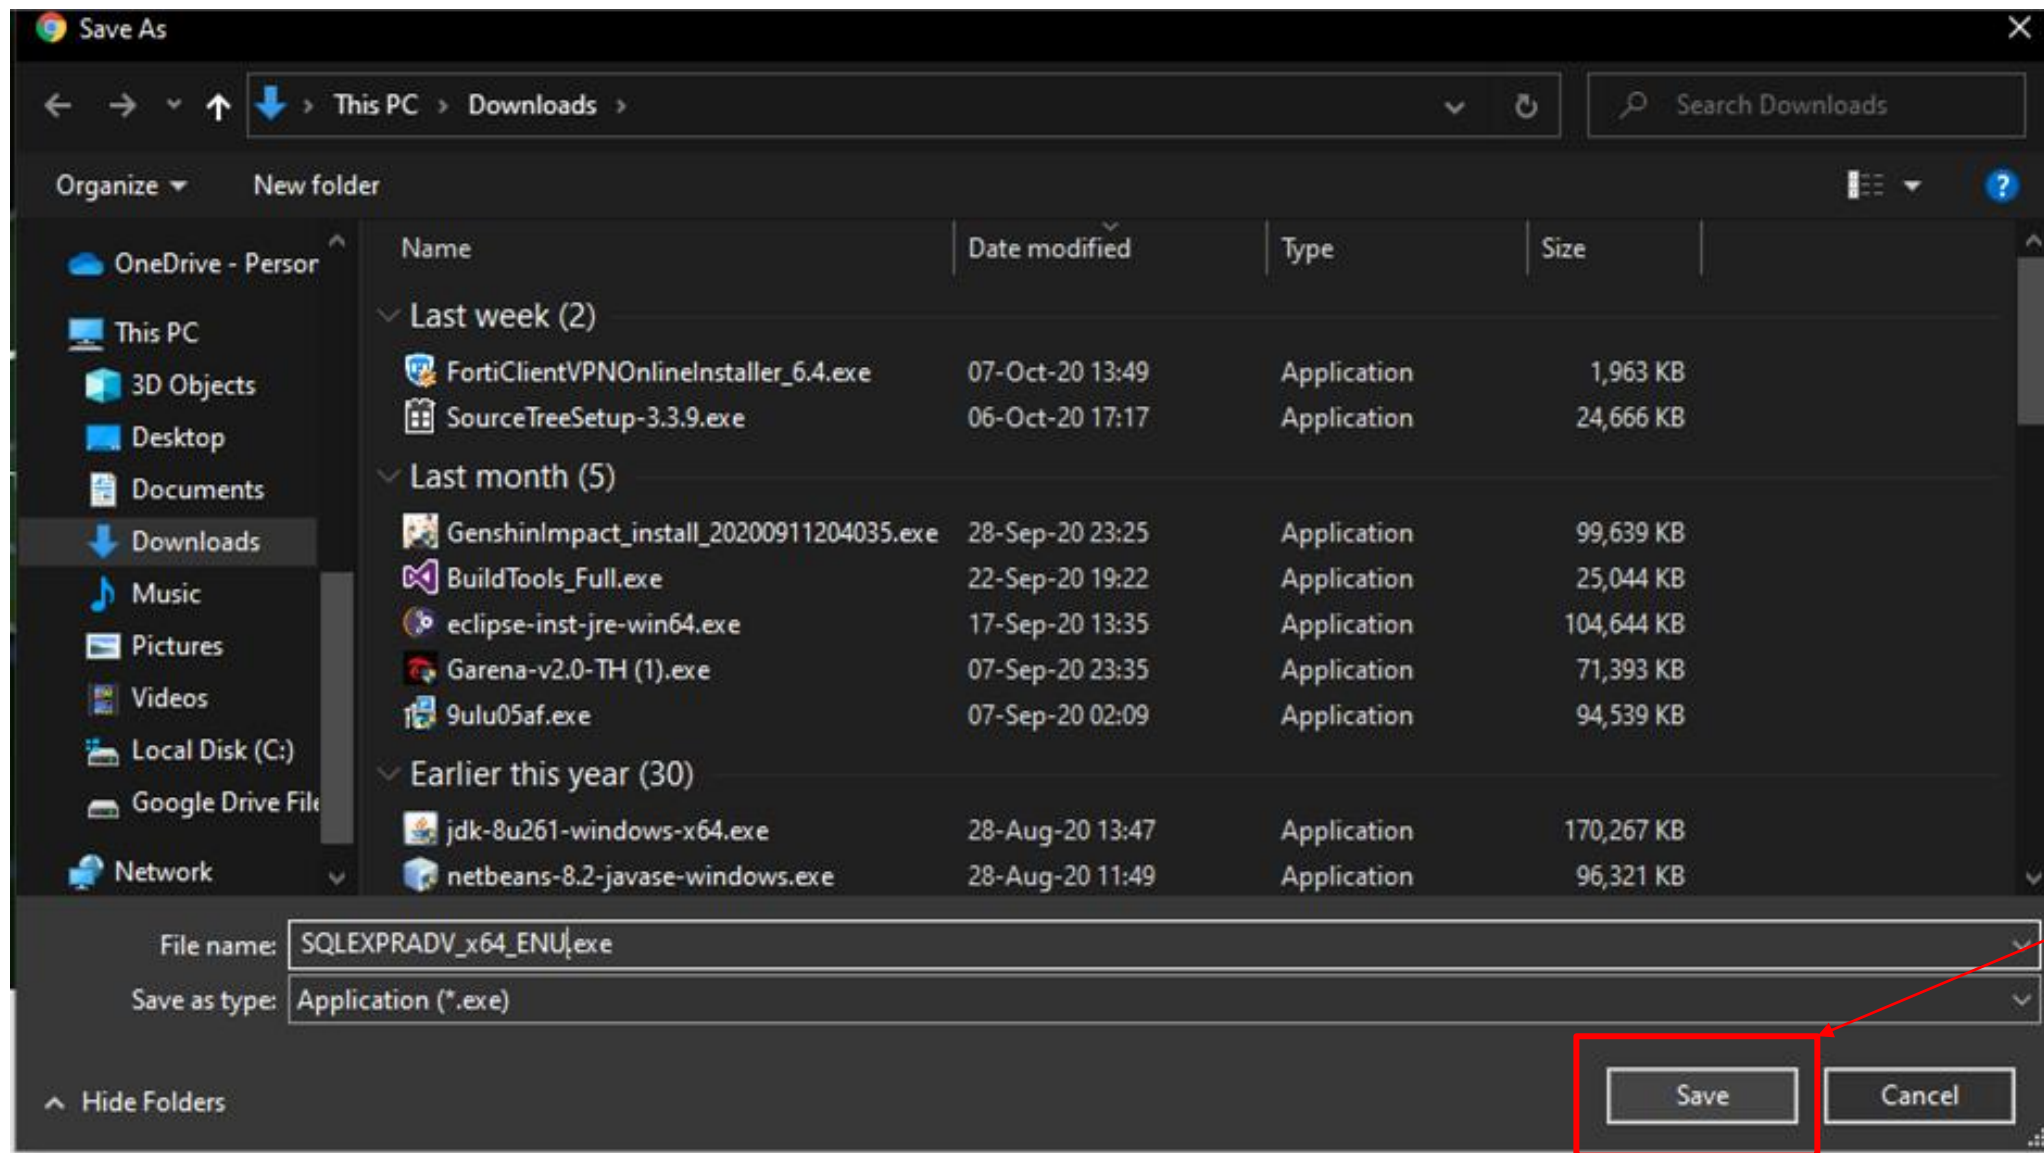 Save As
This PC > Downloads >
Search Downloads
Organize
New folder
?
OneDrive - Person
This PC
3D Objects
Desktop
Documents
Downloads
Music
Pictures
Videos
Local Disk (C:)
Google Drive File
Network
Name Date modified Type Size
Last week (2)
FortiClientVPNOnlineInstaller_6.4.exe 07-Oct-20 13:49 Application 1,963 KB
SourceTreeSetup-3.3.9.exe 06-Oct-20 17:17 Application 24,666 KB
Last month (5)
GenshinImpact_install_20200911204035.exe 28-Sep-20 23:25 Application 99,639 KB
BuildTools_Full.exe 22-Sep-20 19:22 Application 25,044 KB
eclipse-inst-jre-win64.exe 17-Sep-20 13:35 Application 104,644 KB
Garena-v2.0-TH (1).exe 07-Sep-20 23:35 Application 71,393 KB
9ulu05af.exe 07-Sep-20 02:09 Application 94,539 KB
Earlier this year (30)
jdk-8u261-windows-x64.exe 28-Aug-20 13:47 Application 170,267 KB
netbeans-8.2-javase-windows.exe 28-Aug-20 11:49 Application 96,321 KB
File name: SQLEXPRADV_x64_ENU.exe
Save as type: Application (*.exe)
Hide Folders
Save
Cancel